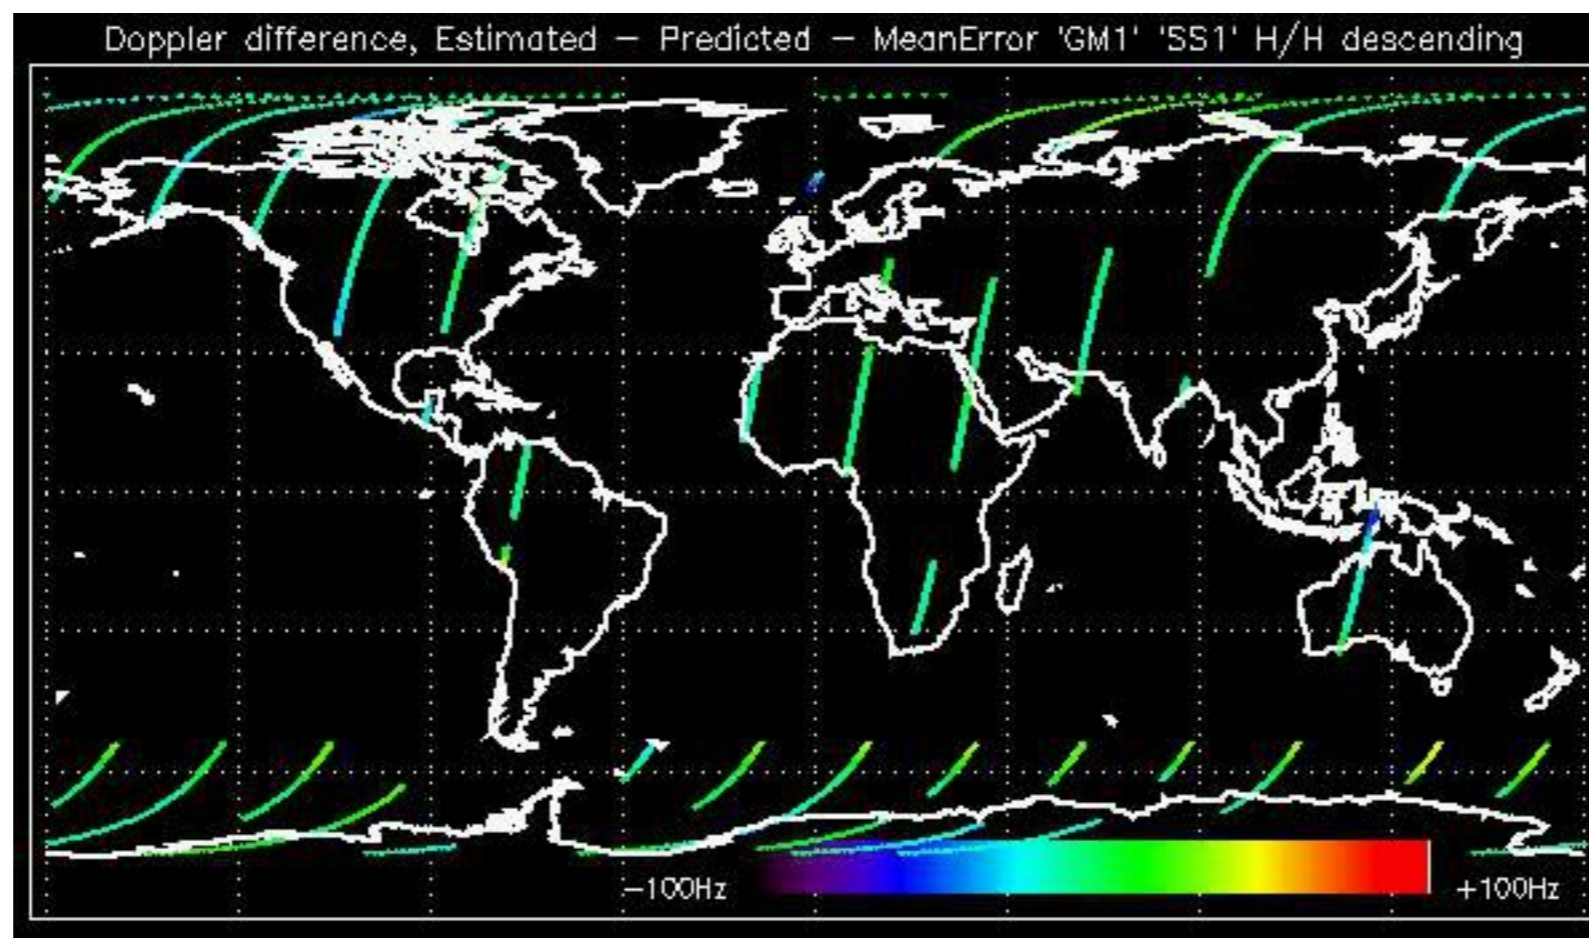 Doppler difference, Estimated – Predicted – MeanError 'GM1' 'SS1' H/H descending
–100Hz
+100Hz